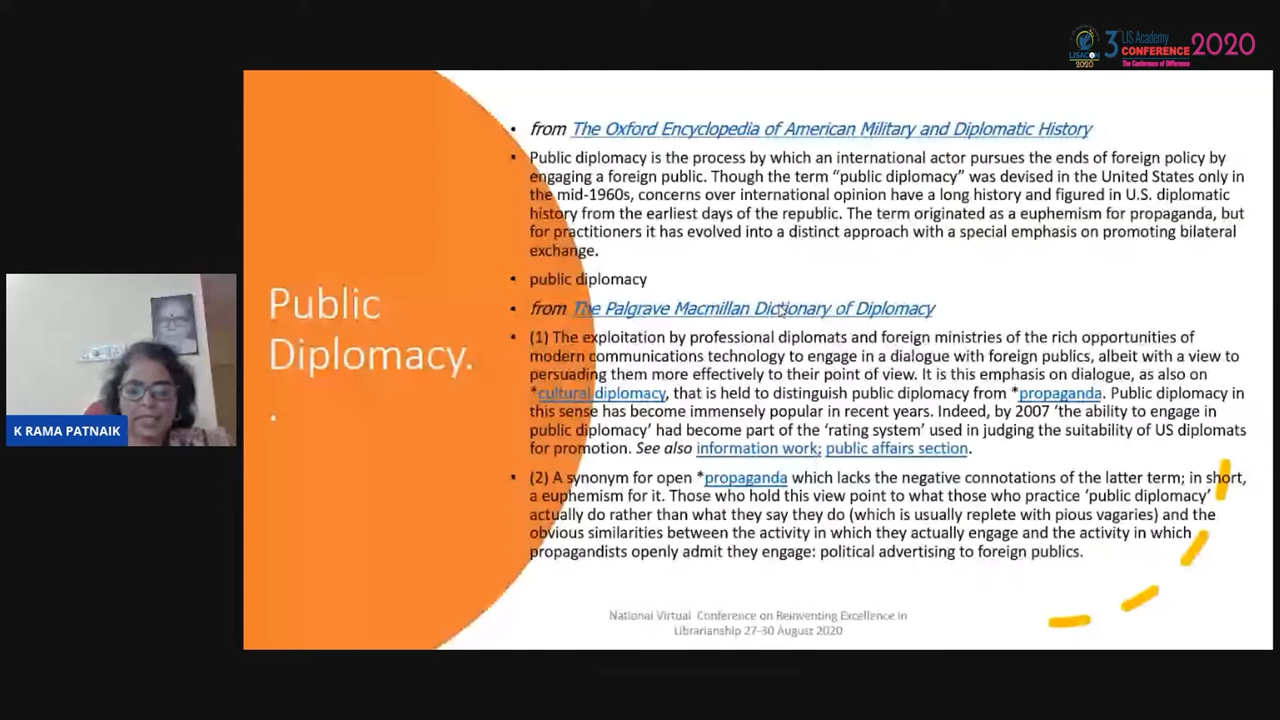 3 LIS Academy
CONFERENCE 2020
The Conference of Difference
LISACON
2020
• from The Oxford Encyclopedia of American Military and Diplomatic History
• Public diplomacy is the process by which an international actor pursues the ends of foreign policy by
engaging a foreign public. Though the term “public diplomacy” was devised in the United States only in
the mid-1960s, concerns over international opinion have a long history and figured in U.S. diplomatic
history from the earliest days of the republic. The term originated as a euphemism for propaganda, but
for practitioners it has evolved into a distinct approach with a special emphasis on promoting bilateral
exchange.
• public diplomacy
• from The Palgrave Macmillan Dictionary of Diplomacy
• (1) The exploitation by professional diplomats and foreign ministries of the rich opportunities of
modern communications technology to engage in a dialogue with foreign publics, albeit with a view to
persuading them more effectively to their point of view. It is this emphasis on dialogue, as also on
*cultural diplomacy, that is held to distinguish public diplomacy from *propaganda. Public diplomacy in
this sense has become immensely popular in recent years. Indeed, by 2007 ‘the ability to engage in
public diplomacy’ had become part of the ‘rating system’ used in judging the suitability of US diplomats
for promotion. See also information work; public affairs section.
• (2) A synonym for open *propaganda which lacks the negative connotations of the latter term; in short,
a euphemism for it. Those who hold this view point to what those who practice ‘public diplomacy’
actually do rather than what they say they do (which is usually replete with pious vagaries) and the
obvious similarities between the activity in which they actually engage and the activity in which
propagandists openly admit they engage: political advertising to foreign publics.
Public
Diplomacy.
.
K RAMA PATNAIK
National Virtual Conference on Reinventing Excellence in
Librarianship 27-30 August 2020